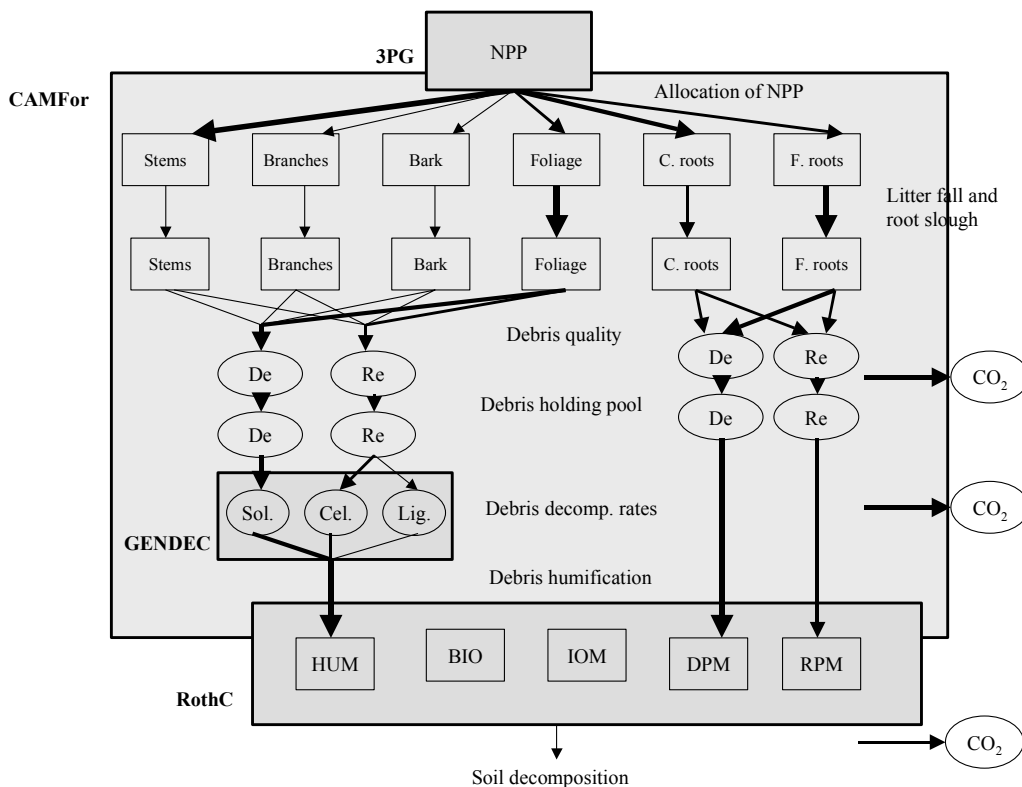 NPP
3PG
CAMFor
Allocation of NPP
Stems
Branches
Bark
Foliage
C. roots
F. roots
Litter fall and
root slough
Stems
Branches
Bark
Foliage
C. roots
F. roots
Debris quality
De
Re
De
Re
CO₂
Debris holding pool
De
Re
De
Re
Sol.
Cel.
Lig.
Debris decomp. rates
CO₂
GENDEC
Debris humification
HUM
BIO
IOM
DPM
RPM
RothC
CO₂
Soil decomposition